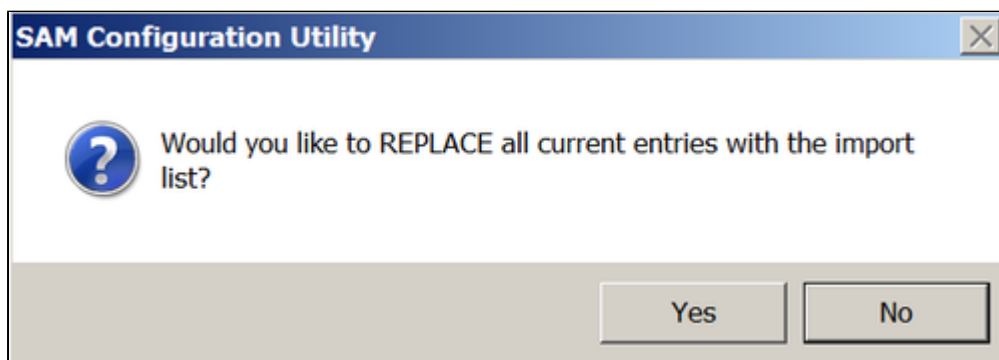 SAM Configuration Utility
Would you like to REPLACE all current entries with the import
list?
Yes No